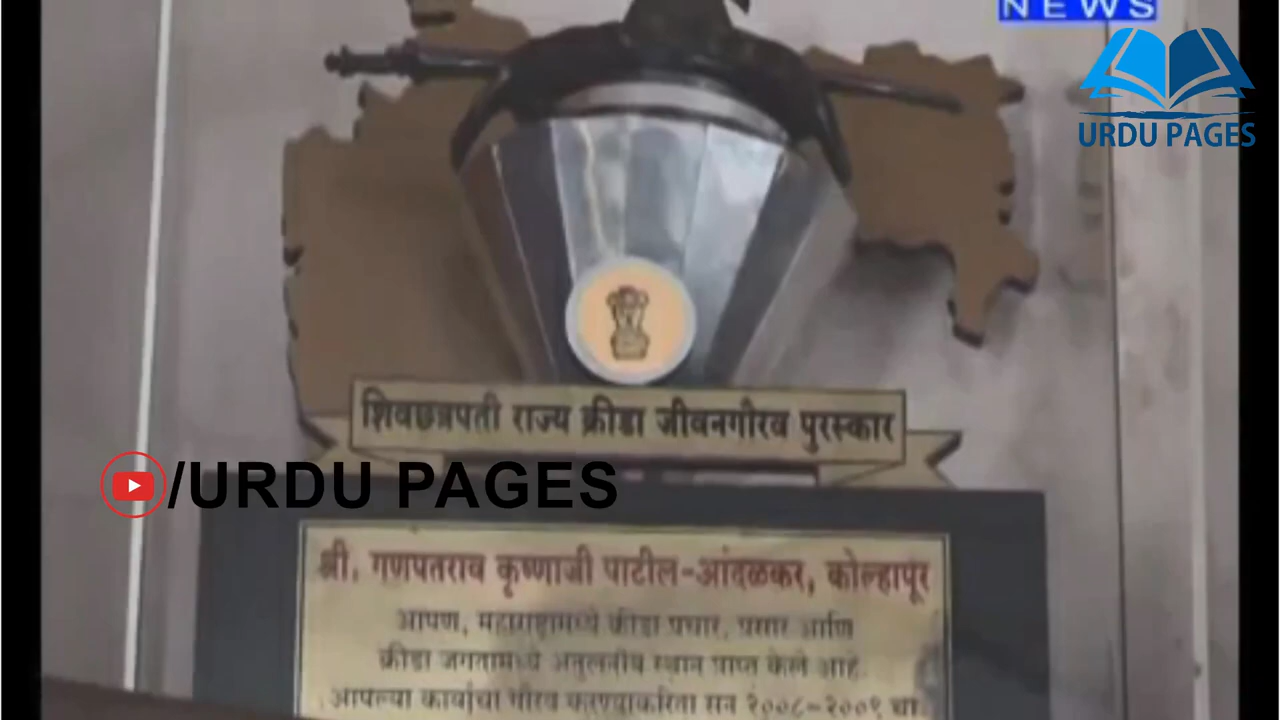 NEWS
URDU PAGES
शिवछत्रपती राज्य क्रीडा जीवनगौरव पुरस्कार
/URDU PAGES
श्री. गणपतराव कृष्णाजी पाटील-आंदळकर, कोल्हापूर
आपण, महाराष्ट्रामध्ये क्रीडा प्रचार, प्रसार आणि
क्रीडा जगतामध्ये अतुलनीय स्थान प्राप्त केले आहे.
आपल्या कार्याचा गौरव करण्याकरिता सन २००८-२००९ चा